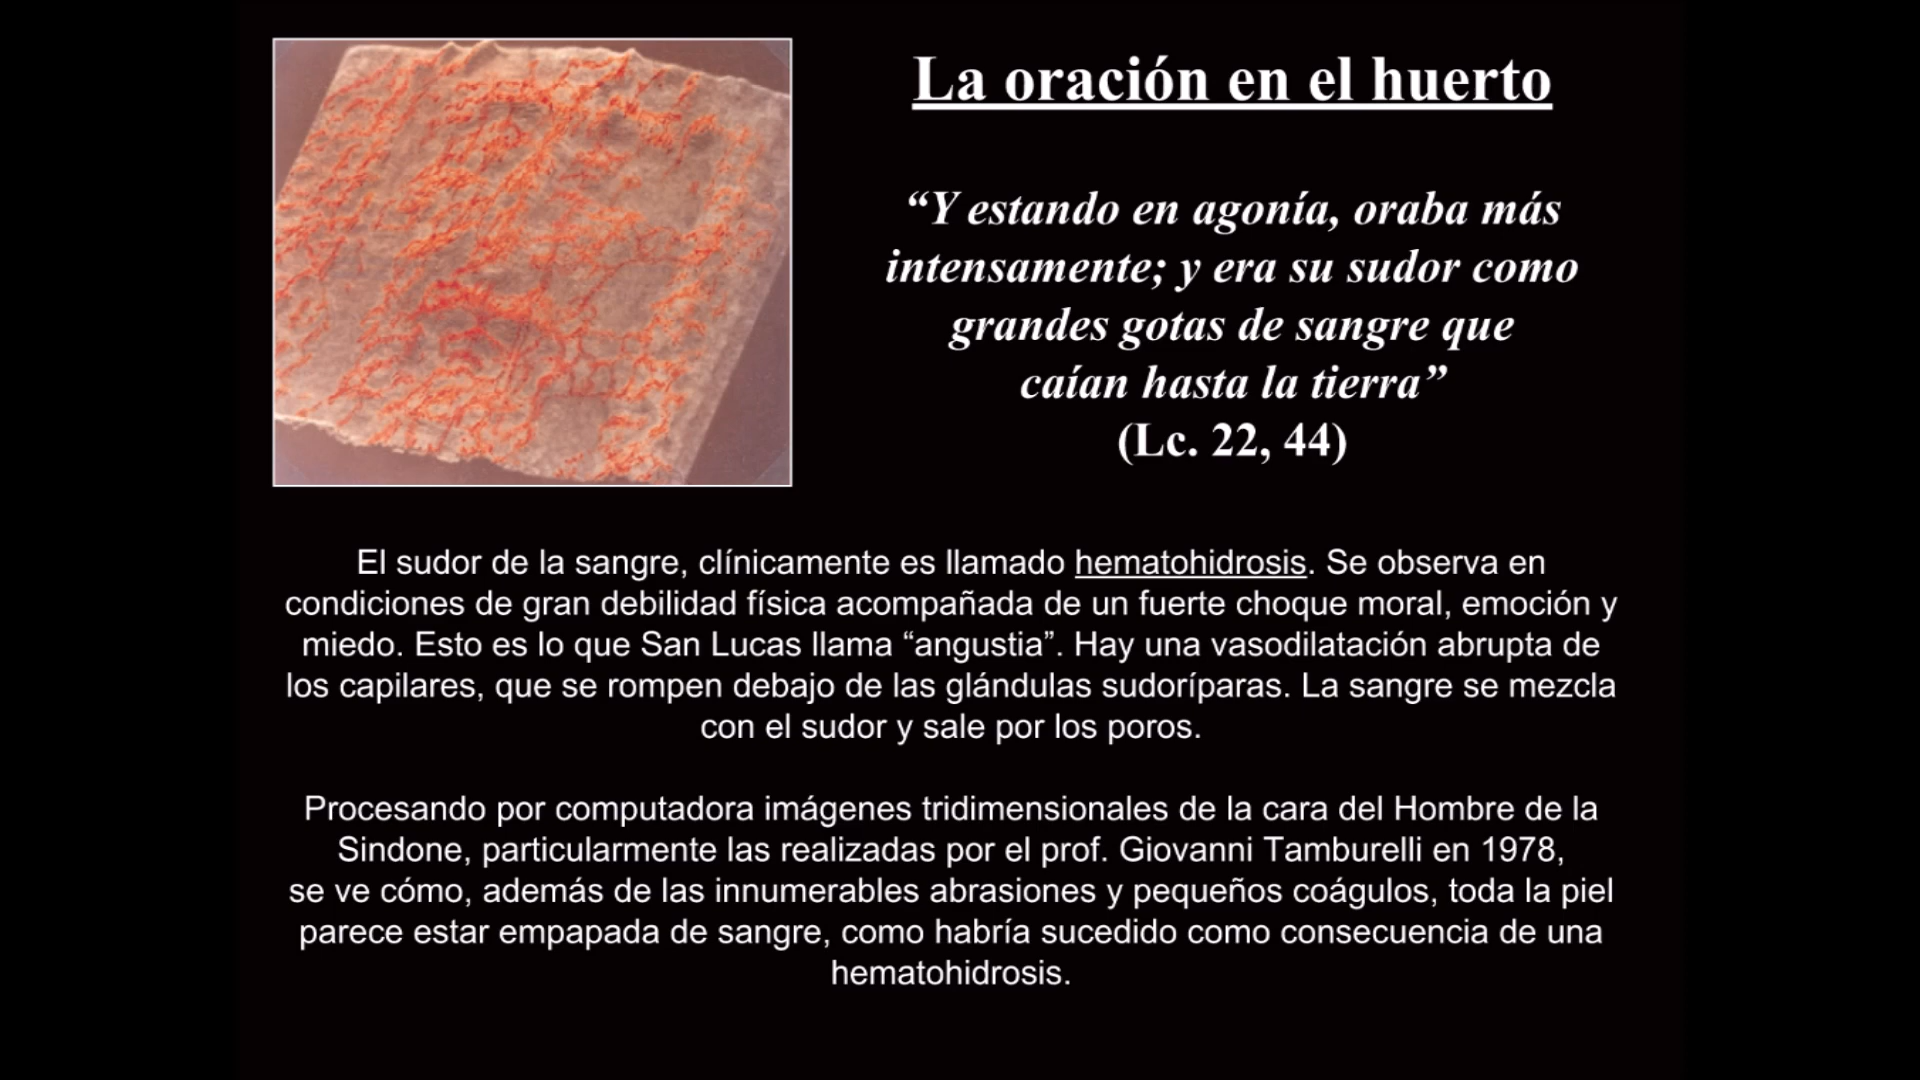 La oración en el huerto
“Y estando en agonía, oraba más
intensamente; y era su sudor como
grandes gotas de sangre que
caían hasta la tierra”
(Lc. 22, 44)
El sudor de la sangre, clínicamente es llamado hematohidrosis. Se observa en
condiciones de gran debilidad física acompañada de un fuerte choque moral, emoción y
miedo. Esto es lo que San Lucas llama “angustia”. Hay una vasodilatación abrupta de
los capilares, que se rompen debajo de las glándulas sudoríparas. La sangre se mezcla
con el sudor y sale por los poros.
Procesando por computadora imágenes tridimensionales de la cara del Hombre de la
Sindone, particularmente las realizadas por el prof. Giovanni Tamburelli en 1978,
se ve cómo, además de las innumerables abrasiones y pequeños coágulos, toda la piel
parece estar empapada de sangre, como habría sucedido como consecuencia de una
hematohidrosis.